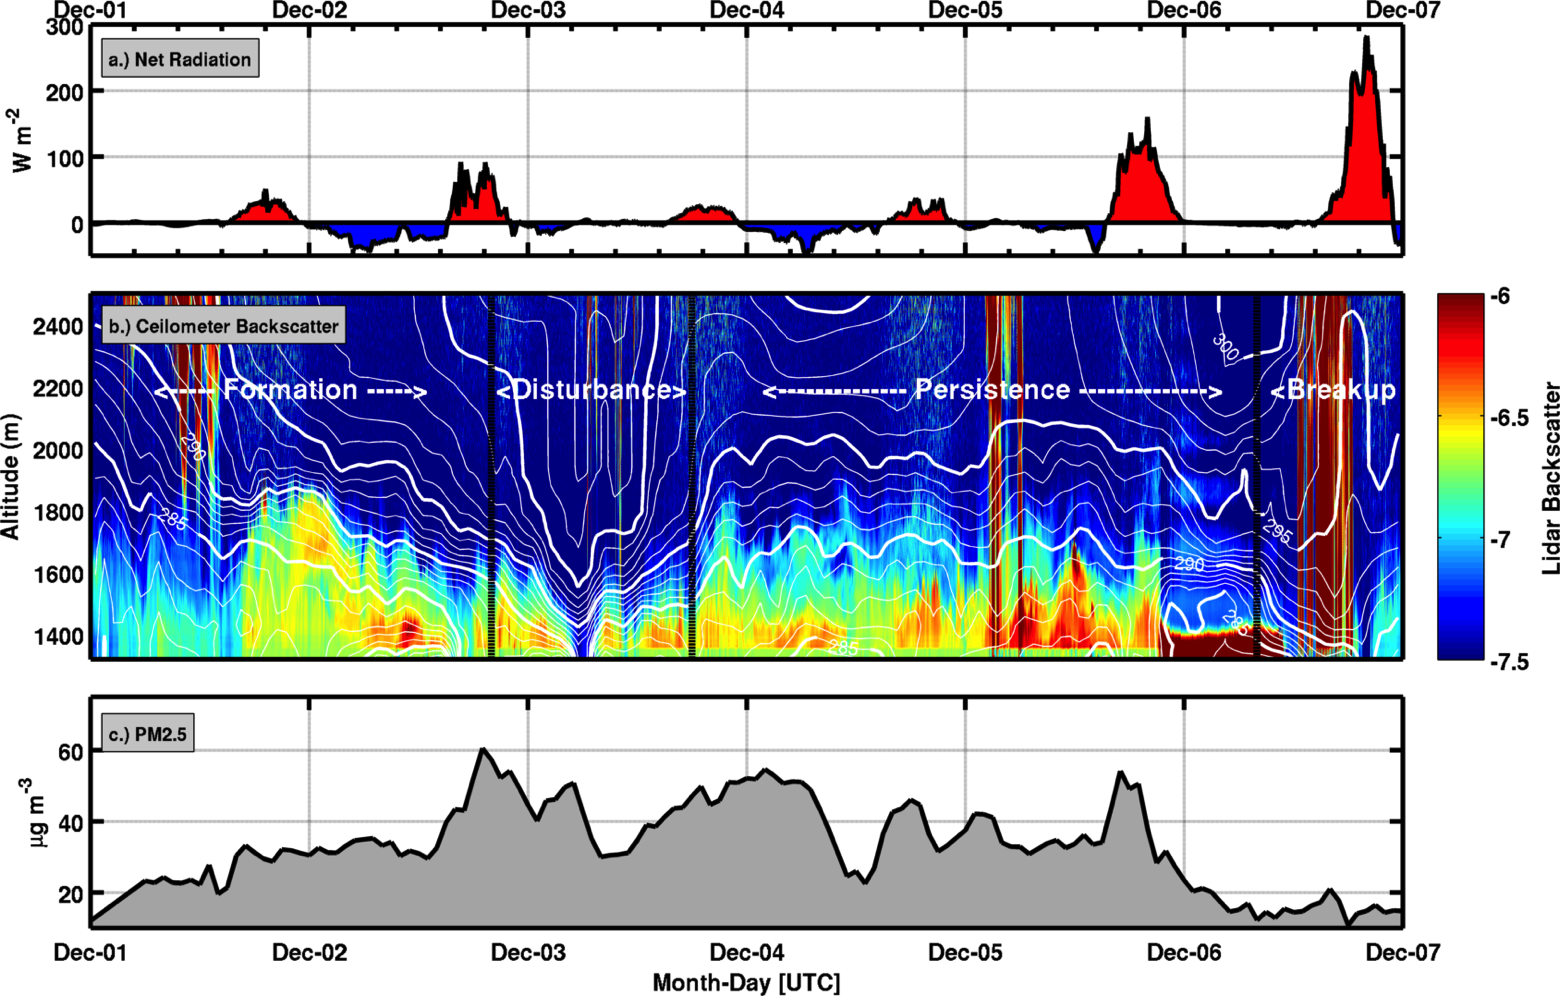 Dec-01 Dec-02 Dec-03 Dec-04 Dec-05 Dec-06 Dec-07
300
a.) Net Radiation
200
100
0
W m-2
b.) Ceilometer Backscatter
2400
2200
2000
1800
1600
1400
Altitude (m)
<-- Formation ---->
<Disturbance>
<---------- Persistence ---------->
<Breakup
300
290
285
295
290
285
285
-6
-6.5
-7
-7.5
Lidar Backscatter
c.) PM2.5
60
40
20
μg m-3
Dec-01 Dec-02 Dec-03 Dec-04 Dec-05 Dec-06 Dec-07
Month-Day [UTC]